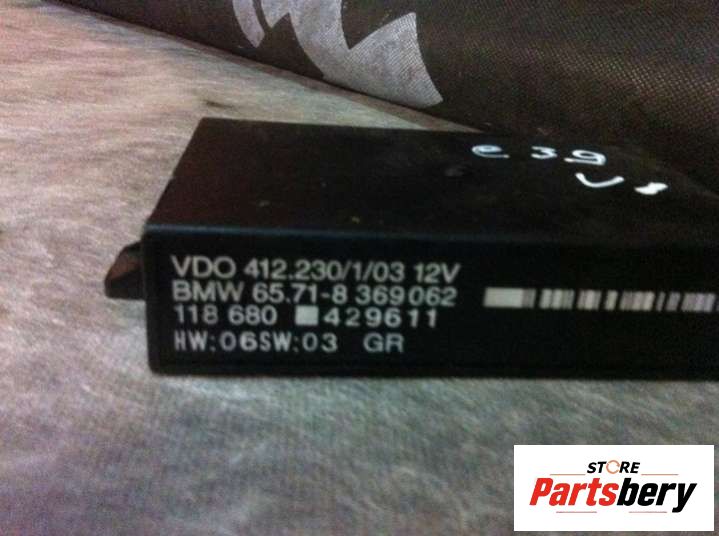 e39
V8
VDO 412.230/1/03 12V
BMW 65.71-8 369062
118 680 429611
HW:06SW:03 GR
STORE
Partsbery